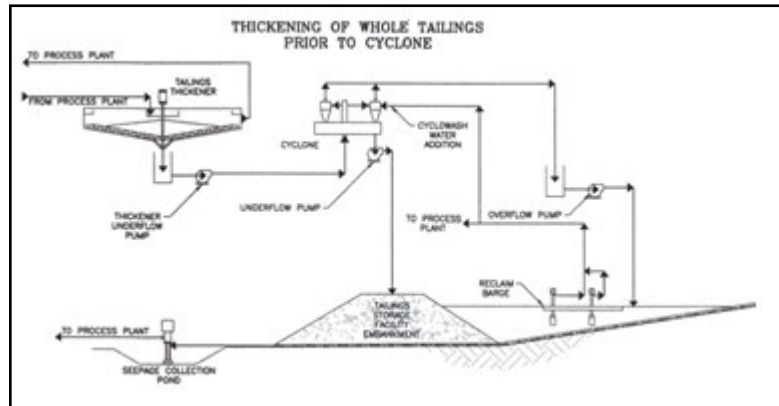 THICKENING OF WHOLE TAILINGS
PRIOR TO CYCLONE
TO PROCESS PLANT
TAILINGS
THICKENER
FROM PROCESS PLANT
CYCLONE
CYCLOWASH
WATER
ADDITION
THICKENER
UNDERFLOW
PUMP
UNDERFLOW PUMP
TO PROCESS
PLANT
OVERFLOW PUMP
RECLAIM
BARGE
TAILINGS
STORAGE
FACILITY
EMBANKMENT
TO PROCESS PLANT
SEEPAGE COLLECTION
POND